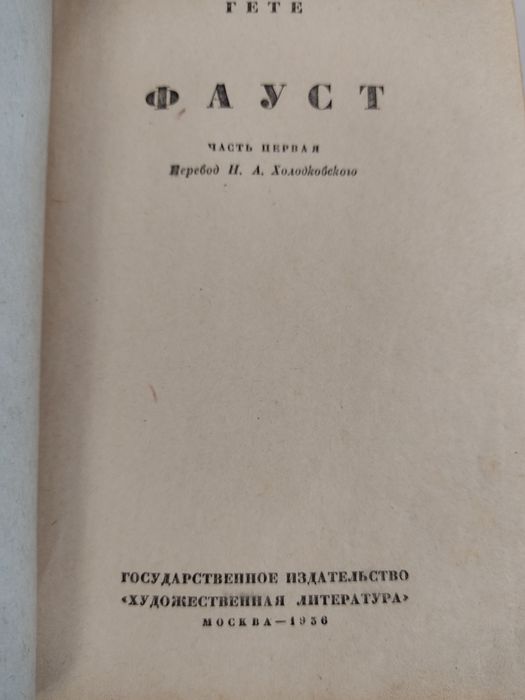 ГЕТЕ
ФАУСТ
ЧАСТЬ ПЕРВАЯ
Перевод Н. А. Холодковского
ГОСУДАРСТВЕННОЕ ИЗДАТЕЛЬСТВО
«ХУДОЖЕСТВЕННАЯ ЛИТЕРАТУРА»
МОСКВА—1936